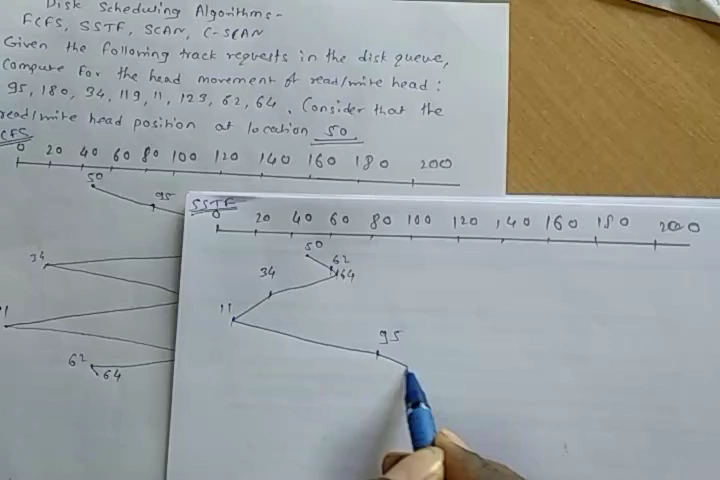 Disk Scheduling Algorithms-
FCFS, SSTF, SCAN, C-SCAN
Given the following track requests in the disk queue,
compute for the head movement of read/write head:
95, 180, 34, 119, 11, 123, 62, 64. Consider that the
read/write head position at location 50
FCFS
0 20 40 60 80 100 120 140 160 180 200
50
95
34
11
62
64
SSTF
0 20 40 60 80 100 120 140 160 180 200
50
62
64
34
11
95